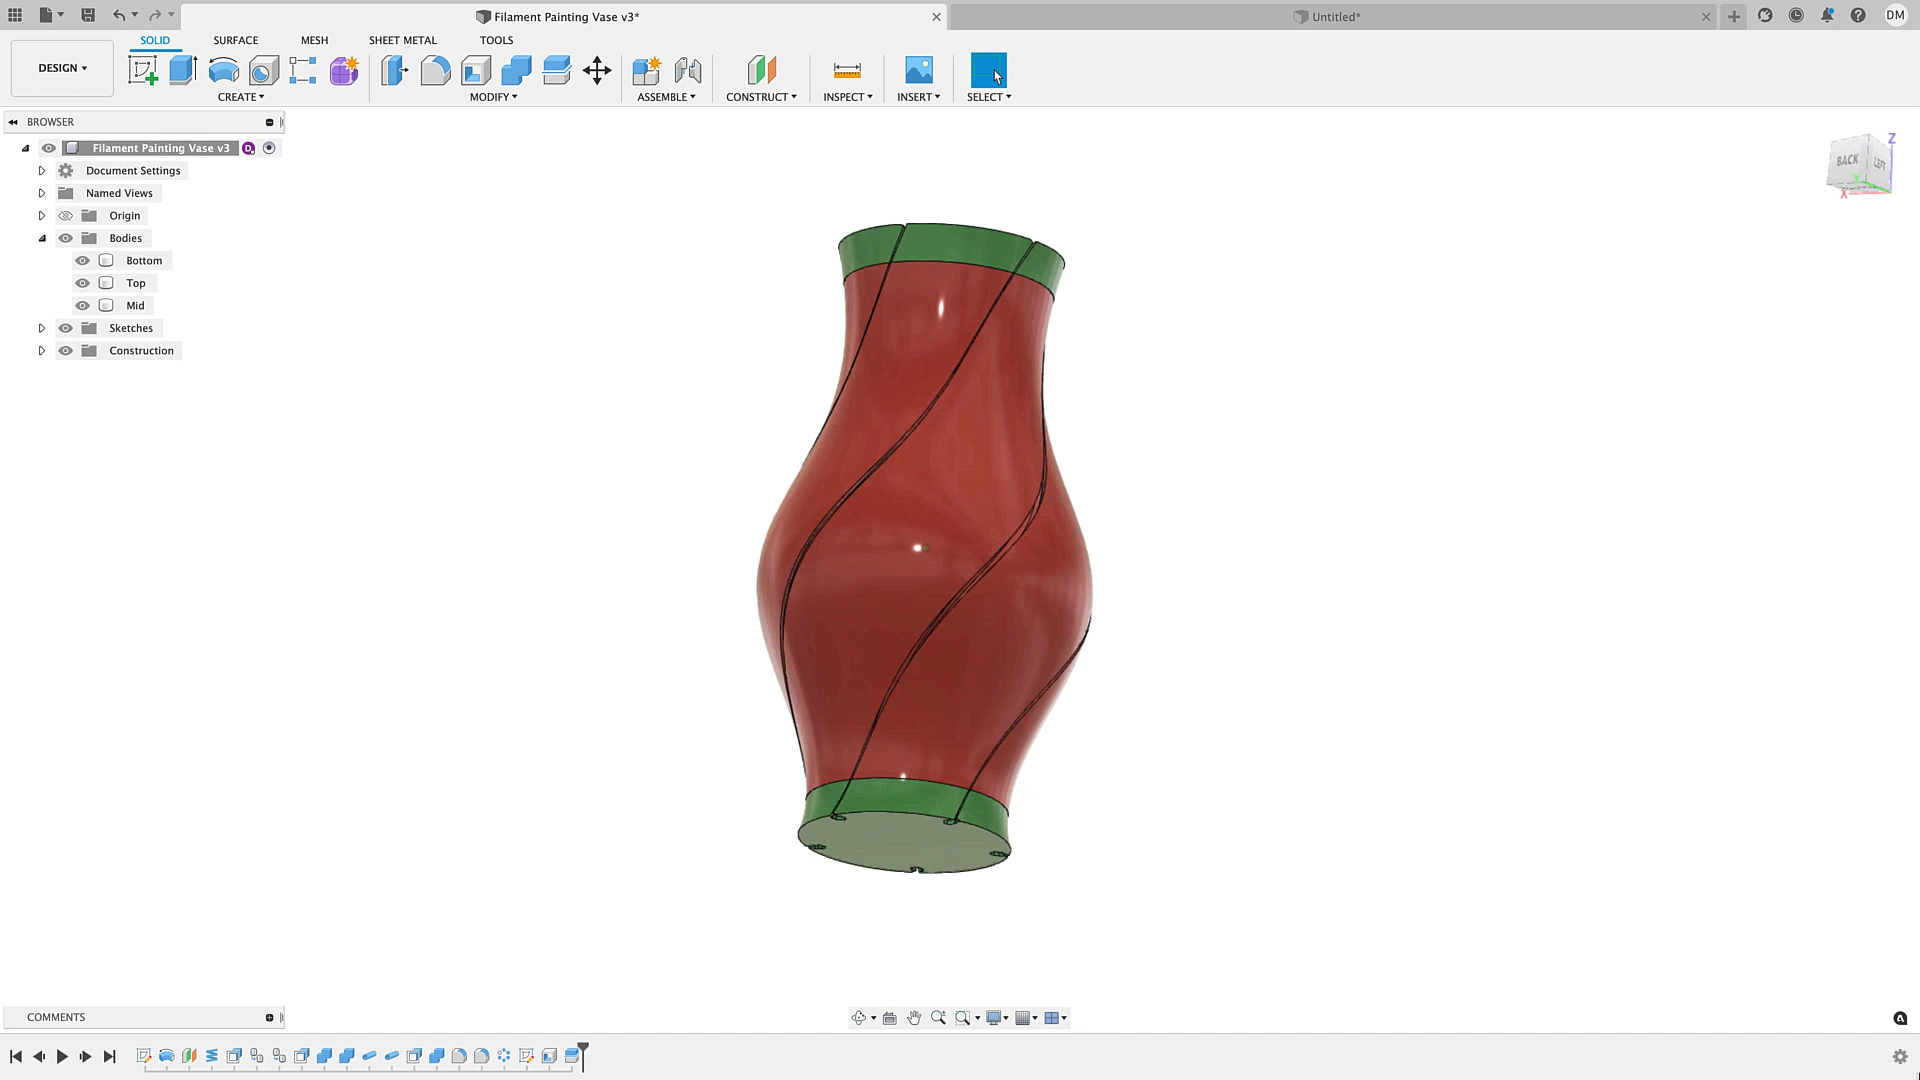 Filament Painting Vase v3*
Untitled*
DM
DESIGN
SOLID
SURFACE
MESH
SHEET METAL
TOOLS
CREATE
MODIFY
ASSEMBLE
CONSTRUCT
INSPECT
INSERT
SELECT
BROWSER
Filament Painting Vase v3
D
Document Settings
Named Views
Origin
Bodies
Bottom
Top
Mid
Sketches
Construction
Z
BACK
LEFT
X
Y
COMMENTS